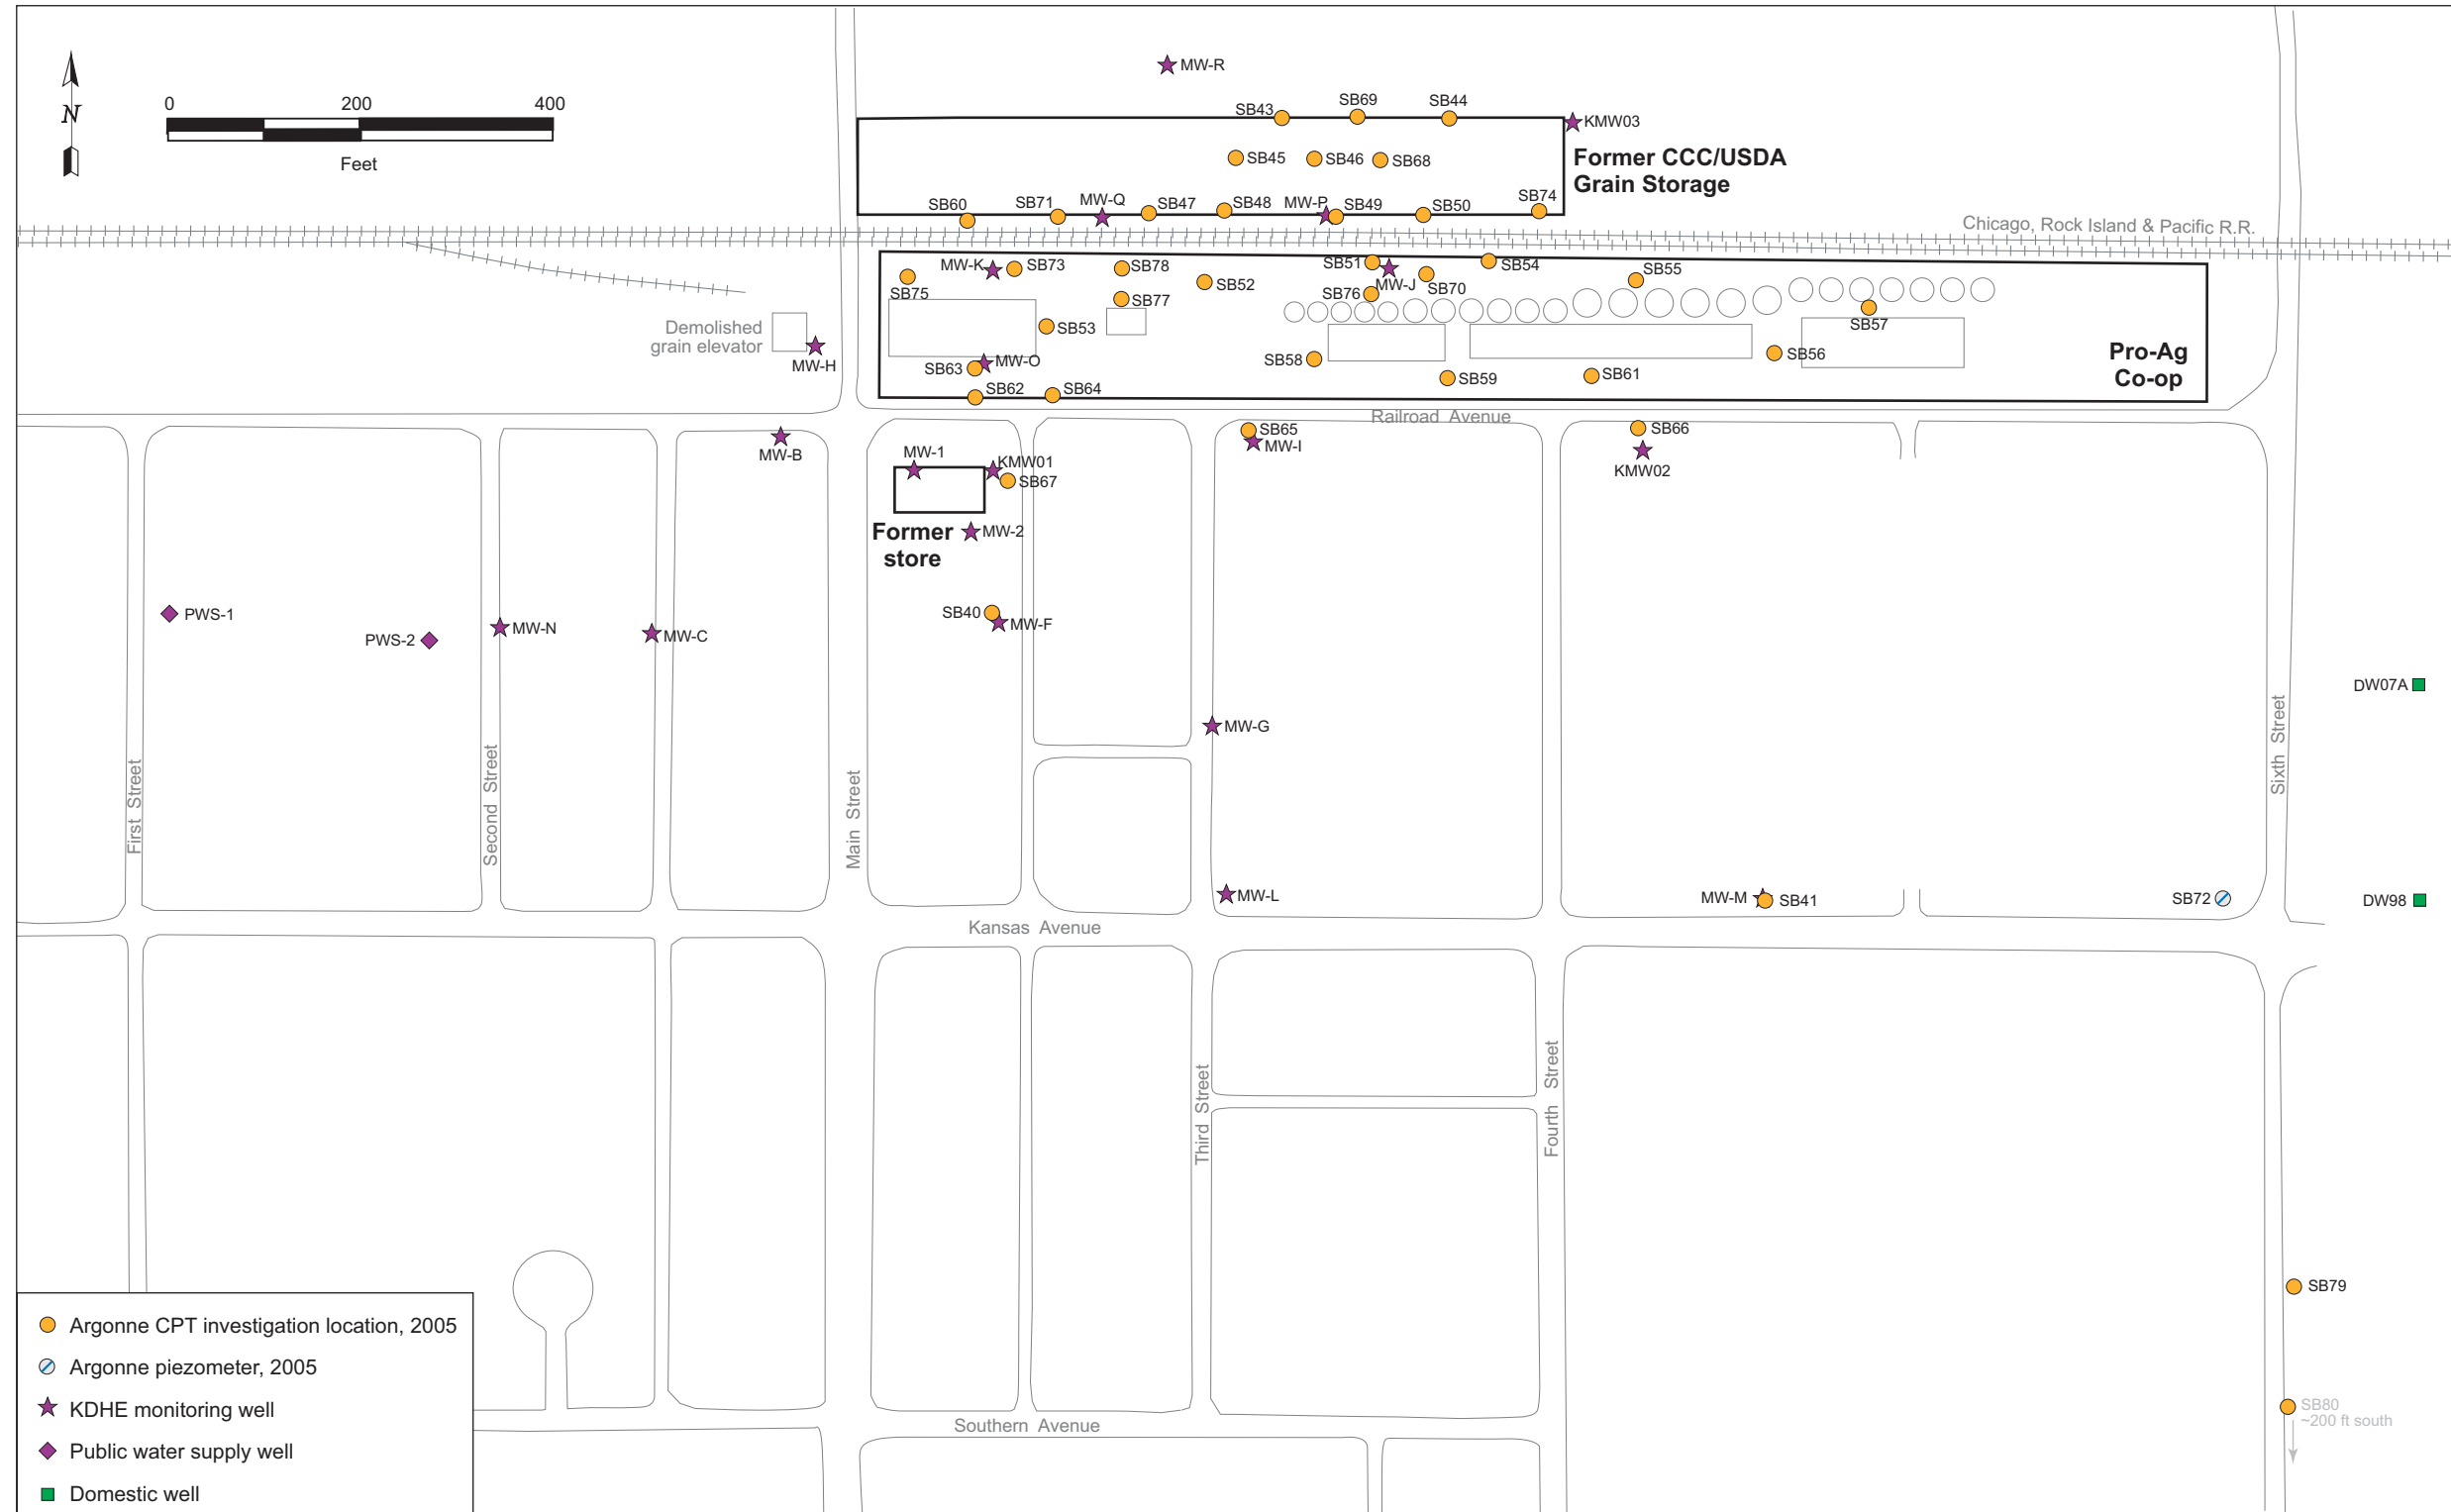 MW-R
N
0 200 400
Feet
SB43
SB69
SB44
KMW03
SB45
SB46
SB68
Former CCC/USDA
Grain Storage
SB60
SB71
MW-Q
SB47
SB48
MW-P
SB49
SB50
SB74
Chicago, Rock Island & Pacific R.R.
MW-K
SB73
SB78
SB51
SB54
SB55
SB75
SB52
SB76
MW-J
SB70
SB77
SB57
Demolished
grain elevator
SB53
MW-H
MW-O
SB63
SB58
SB56
Pro-Ag
Co-op
SB62
SB64
SB59
SB61
Railroad Avenue
MW-B
SB65
MW-I
SB66
KMW02
MW-1
KMW01
SB67
Former
store
MW-2
PWS-1
PWS-2
MW-N
MW-C
SB40
MW-F
DW07A
MW-G
First Street
Second Street
Main Street
Sixth Street
MW-L
MW-M
SB41
SB72
DW98
Kansas Avenue
Third Street
Fourth Street
SB79
SB80
~200 ft south
Southern Avenue
Argonne CPT investigation location, 2005
Argonne piezometer, 2005
KDHE monitoring well
Public water supply well
Domestic well